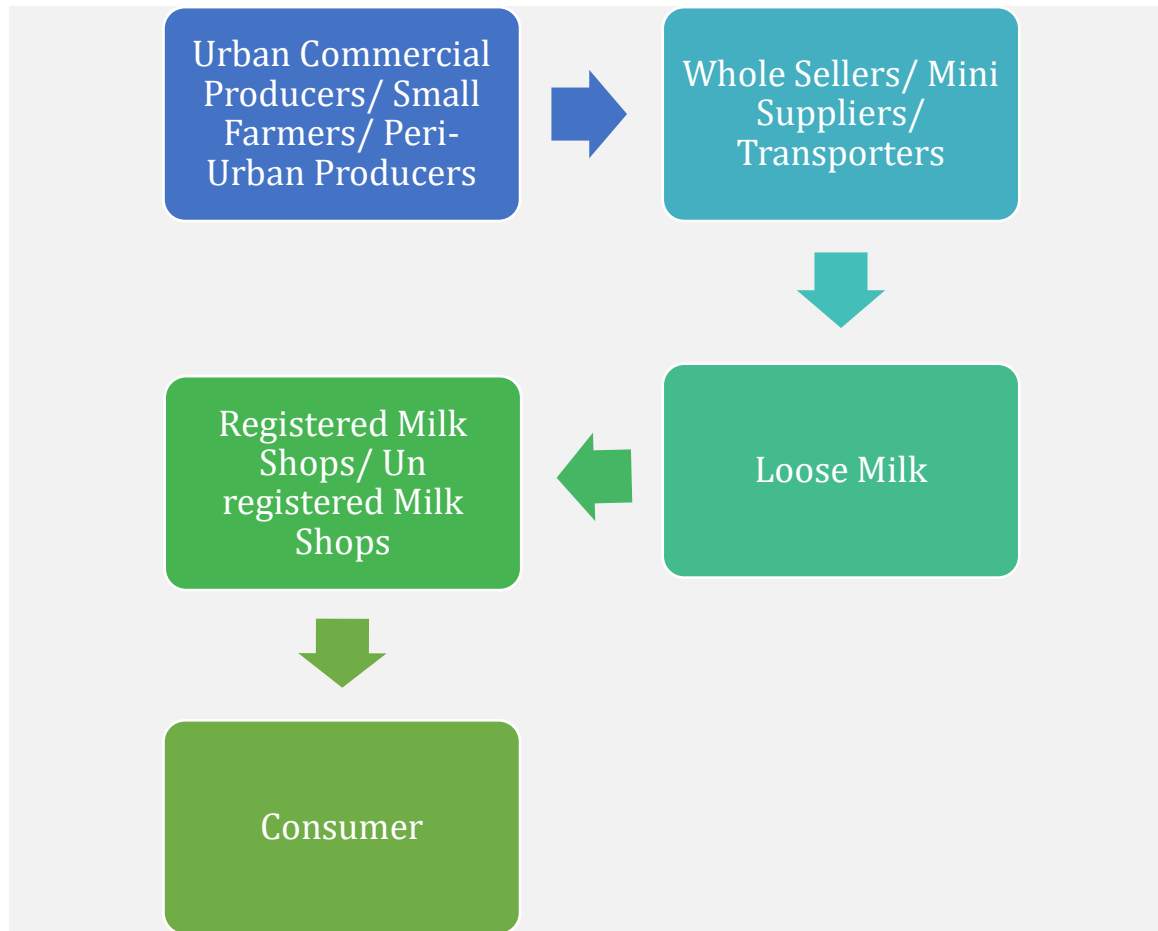 Urban Commercial
Producers/ Small
Farmers/ Peri-
Urban Producers
Whole Sellers/ Mini
Suppliers/
Transporters
Loose Milk
Registered Milk
Shops/ Un
registered Milk
Shops
Consumer